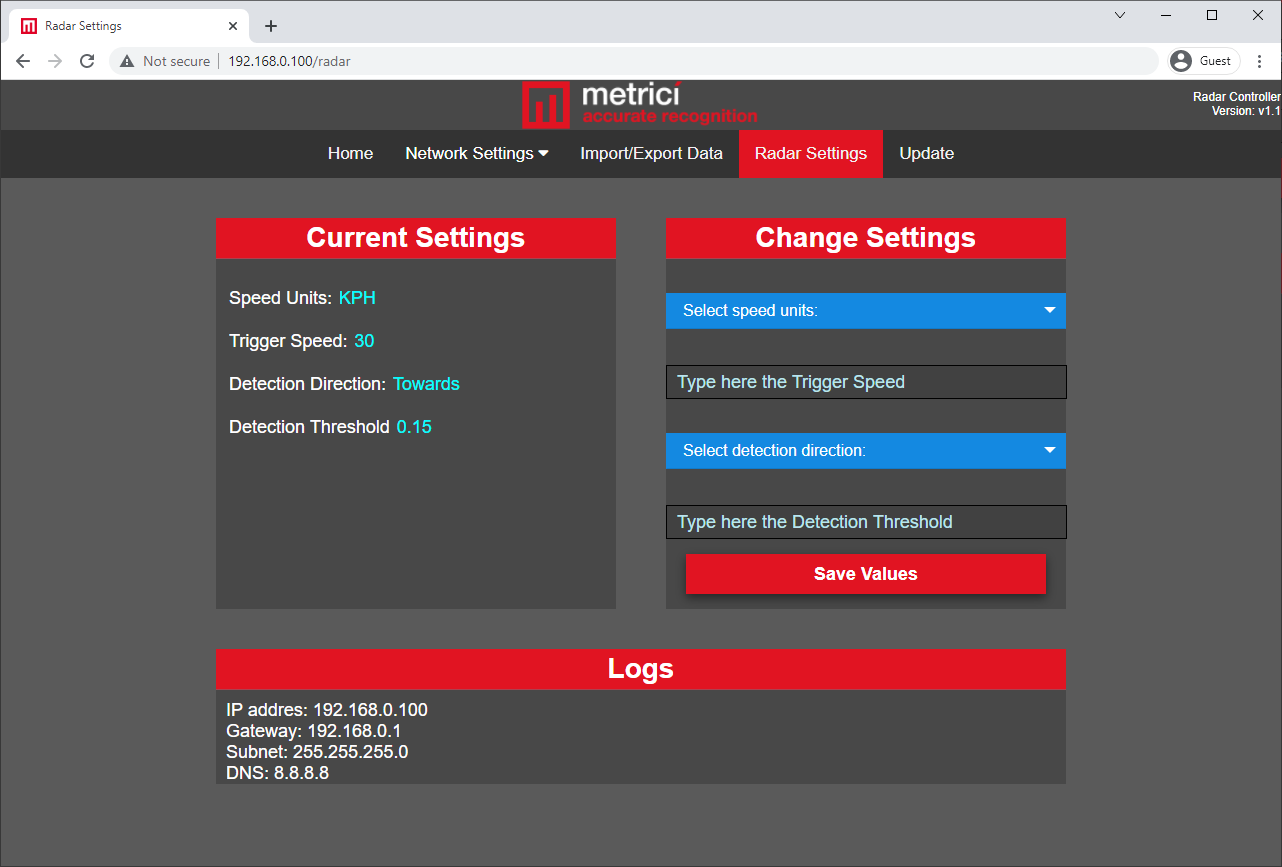 Radar Settings
Not secure 192.168.0.100/radar Guest
metrici
accurate recognition
Radar Controller
Version: v1.1
Home Network Settings Import/Export Data Radar Settings Update
Current Settings
Speed Units: KPH
Trigger Speed: 30
Detection Direction: Towards
Detection Threshold 0.15
Change Settings
Select speed units:
Type here the Trigger Speed
Select detection direction:
Type here the Detection Threshold
Save Values
Logs
IP addres: 192.168.0.100
Gateway: 192.168.0.1
Subnet: 255.255.255.0
DNS: 8.8.8.8